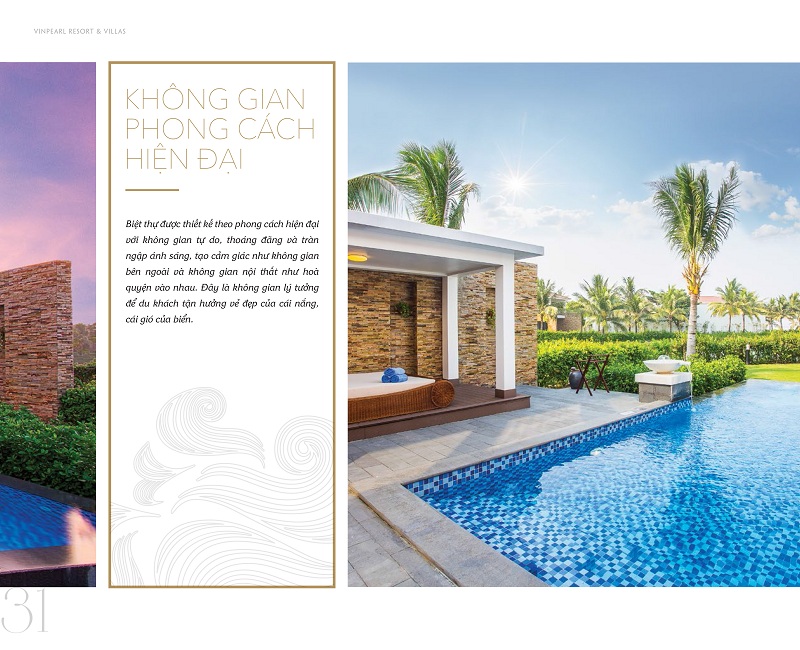 VINPEARL RESORT & VILLAS
KHÔNG GIAN
PHONG CÁCH
HIỆN ĐẠI
Biệt thự được thiết kế theo phong cách hiện đại
với không gian tự do, thoáng đãng và tràn
ngập ánh sáng, tạo cảm giác như không gian
bên ngoài và không gian nội thất như hoà
quyện vào nhau. Đây là không gian lý tưởng
để du khách tận hưởng vẻ đẹp của cái nắng,
cái gió của biển.
31